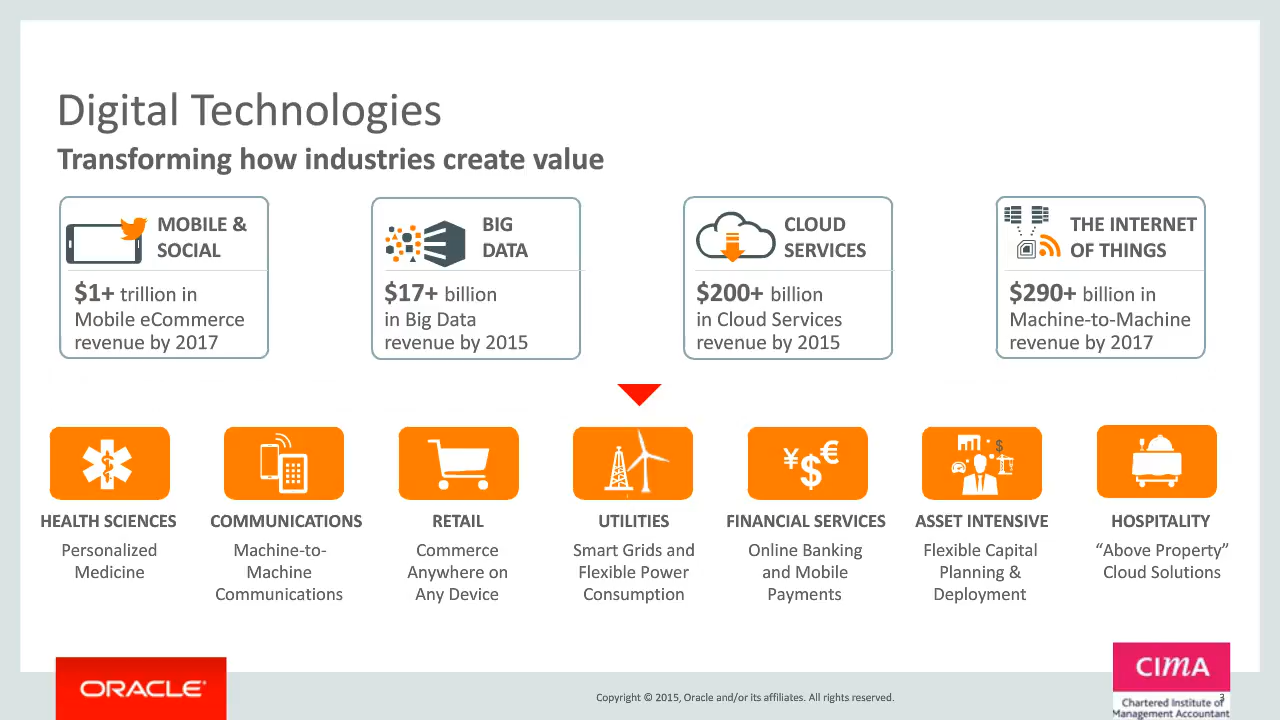 Digital Technologies
Transforming how industries create value
MOBILE &
SOCIAL
$1+ trillion in
Mobile eCommerce
revenue by 2017
BIG
DATA
$17+ billion
in Big Data
revenue by 2015
CLOUD
SERVICES
$200+ billion
in Cloud Services
revenue by 2015
THE INTERNET
OF THINGS
$290+ billion in
Machine-to-Machine
revenue by 2017
¥$€
$
HEALTH SCIENCES
Personalized
Medicine
COMMUNICATIONS
Machine-to-
Machine
Communications
RETAIL
Commerce
Anywhere on
Any Device
UTILITIES
Smart Grids and
Flexible Power
Consumption
FINANCIAL SERVICES
Online Banking
and Mobile
Payments
ASSET INTENSIVE
Flexible Capital
Planning &
Deployment
HOSPITALITY
“Above Property”
Cloud Solutions
ORACLE®
Copyright © 2015, Oracle and/or its affiliates. All rights reserved.
3
CIMA
Chartered Institute of
Management Accountant